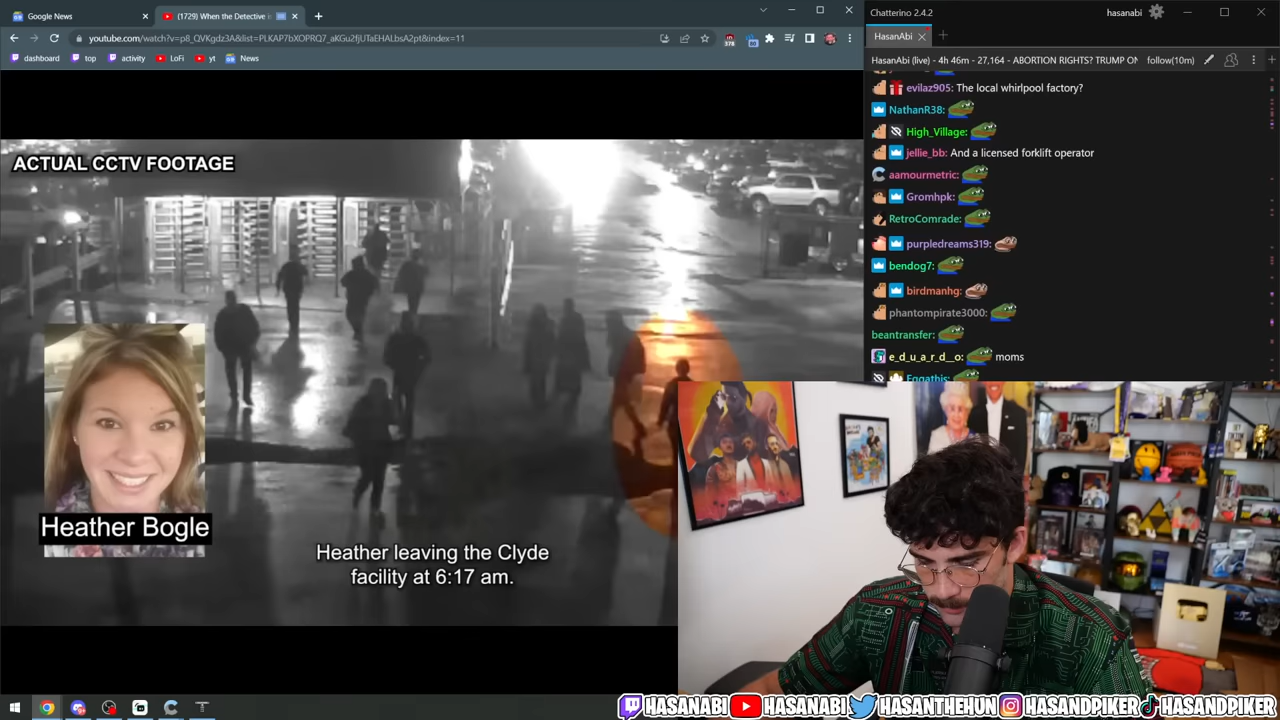 Google News
(1729) When the Detective i
youtube.com/watch?v=p8_QVKgdz3A&list=PLKAP7bXOPRQ7_aKGu2fjUTaEHALbsA2pt&index=11
378
80
dashboard
top
activity
LoFi
yt
News
ACTUAL CCTV FOOTAGE
Heather Bogle
Heather leaving the Clyde
facility at 6:17 am.
Chatterino 2.4.2
hasanabi
HasanAbi
HasanAbi (live) - 4h 46m - 27,164 - ABORTION RIGHTS? TRUMP ON
follow(10m)
evilaz905: The local whirlpool factory?
NathanR38:
High_Village:
jellie_bb: And a licensed forklift operator
aamourmetric:
Gromhpk:
RetroComrade:
purpledreams319:
bendog7:
birdmanhg:
phantompirate3000:
beantransfer:
e_d_u_a_r_d__o: moms
Eggathis:
HASANABI
HASANABI
HASANTHEHUN
HASANDPIKER
HASANDPIKER